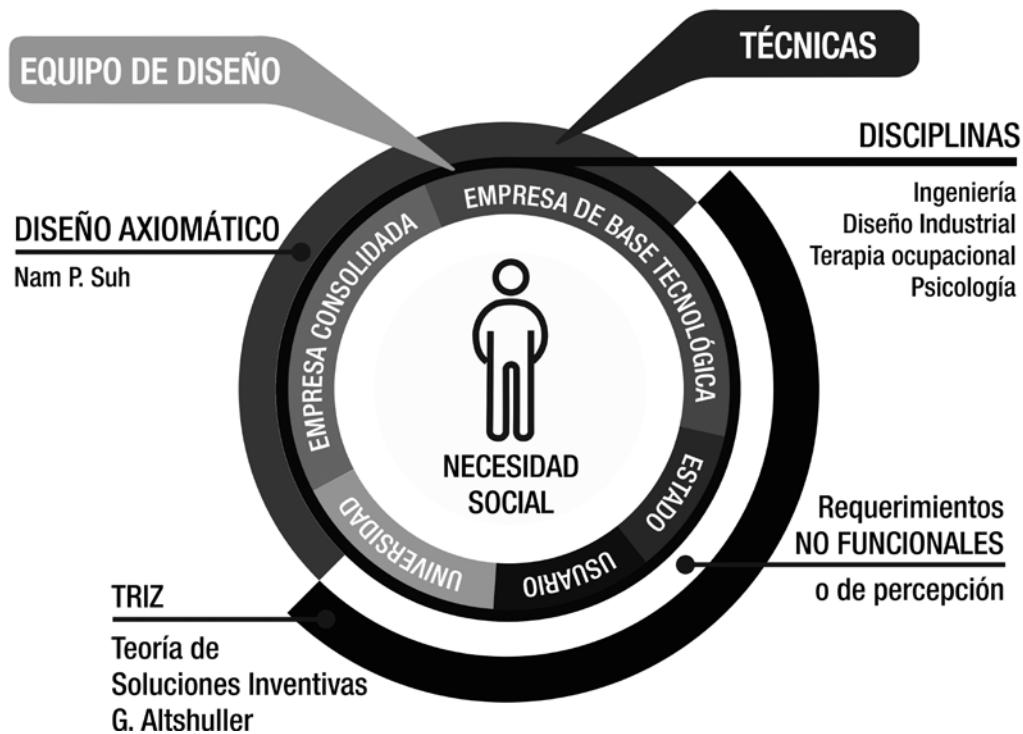 EQUIPO DE DISEÑO
TÉCNICAS
DISCIPLINAS
Ingeniería
Diseño Industrial
Terapia ocupacional
Psicología
DISEÑO AXIOMÁTICO
Nam P. Suh
EMPRESA CONSOLIDADA
EMPRESA DE BASE TECNOLÓGICA
ESTADO
USUARIO
UNIVERSIDAD
NECESIDAD
SOCIAL
Requerimientos
NO FUNCIONALES
o de percepción
TRIZ
Teoría de
Soluciones Inventivas
G. Altshuller